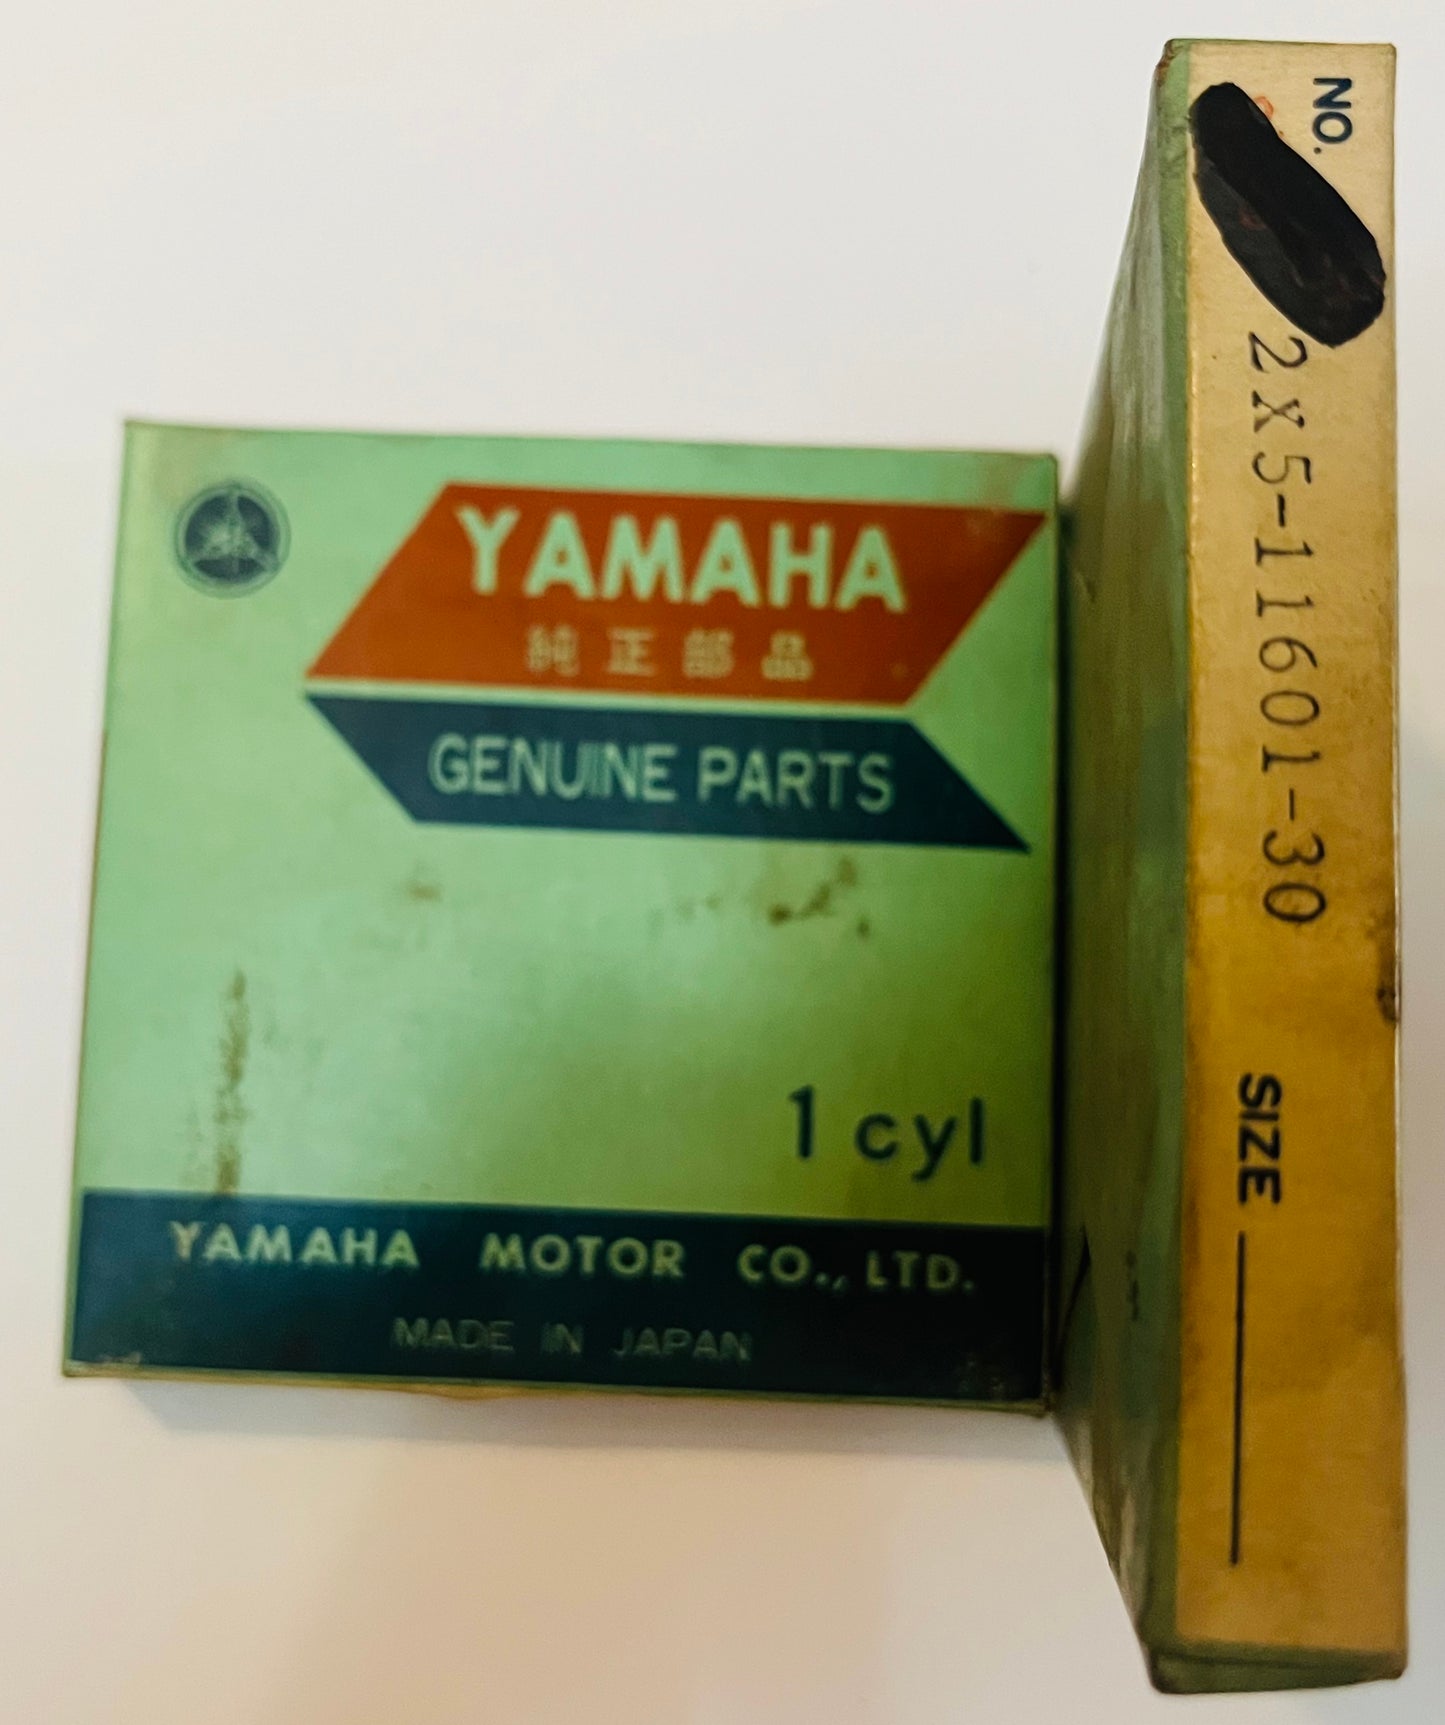 YAMAHA
純正部品
GENUINE PARTS
1 cyl
YAMAHA MOTOR CO., LTD.
MADE IN JAPAN
NO.
2X5-11601-30
SIZE